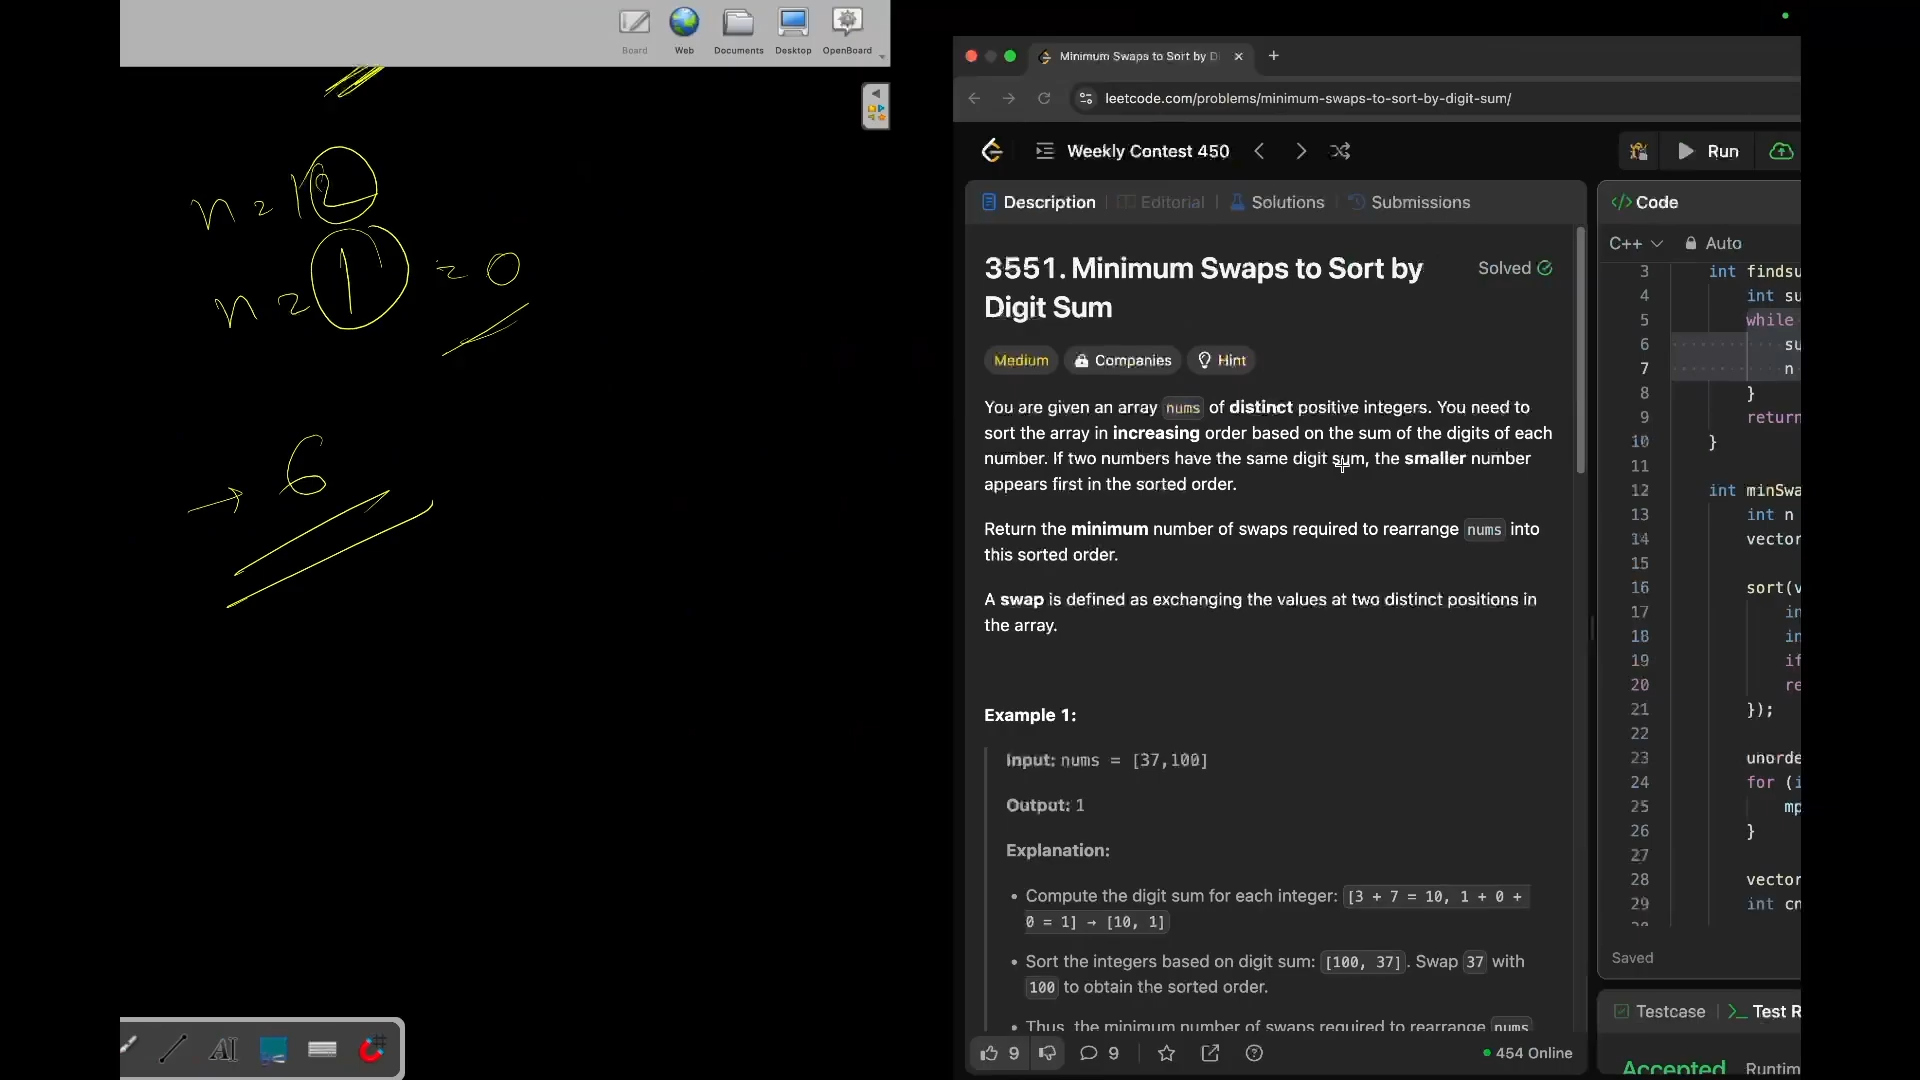 Board Web Documents Desktop OpenBoard
n = 12
n = 1 = 0
→ 6
Minimum Swaps to Sort by D
leetcode.com/problems/minimum-swaps-to-sort-by-digit-sum/
Weekly Contest 450
Run
Description Editorial Solutions Submissions
3551. Minimum Swaps to Sort by
Digit Sum
Solved
Medium Companies Hint
You are given an array nums of distinct positive integers. You need to
sort the array in increasing order based on the sum of the digits of each
number. If two numbers have the same digit sum, the smaller number
appears first in the sorted order.
Return the minimum number of swaps required to rearrange nums into
this sorted order.
A swap is defined as exchanging the values at two distinct positions in
the array.
Example 1:
Input: nums = [37,100]
Output: 1
Explanation:
• Compute the digit sum for each integer: [3 + 7 = 10, 1 + 0 +
0 = 1] → [10, 1]
• Sort the integers based on digit sum: [100, 37]. Swap 37 with
100 to obtain the sorted order.
• Thus, the minimum number of swaps required to rearrange nums
9 9 454 Online
</> Code
C++ Auto
3 int findsu
4 int su
5 while
6 su
7 n
8 }
9 return
10 }
11
12 int minSwa
13 int n
14 vector
15
16 sort(v
17 in
18 in
19 if
20 re
21 });
22
23 unorde
24 for (i
25 mp
26 }
27
28 vector
29 int cn
Saved
Testcase Test R
Accepted Runtim